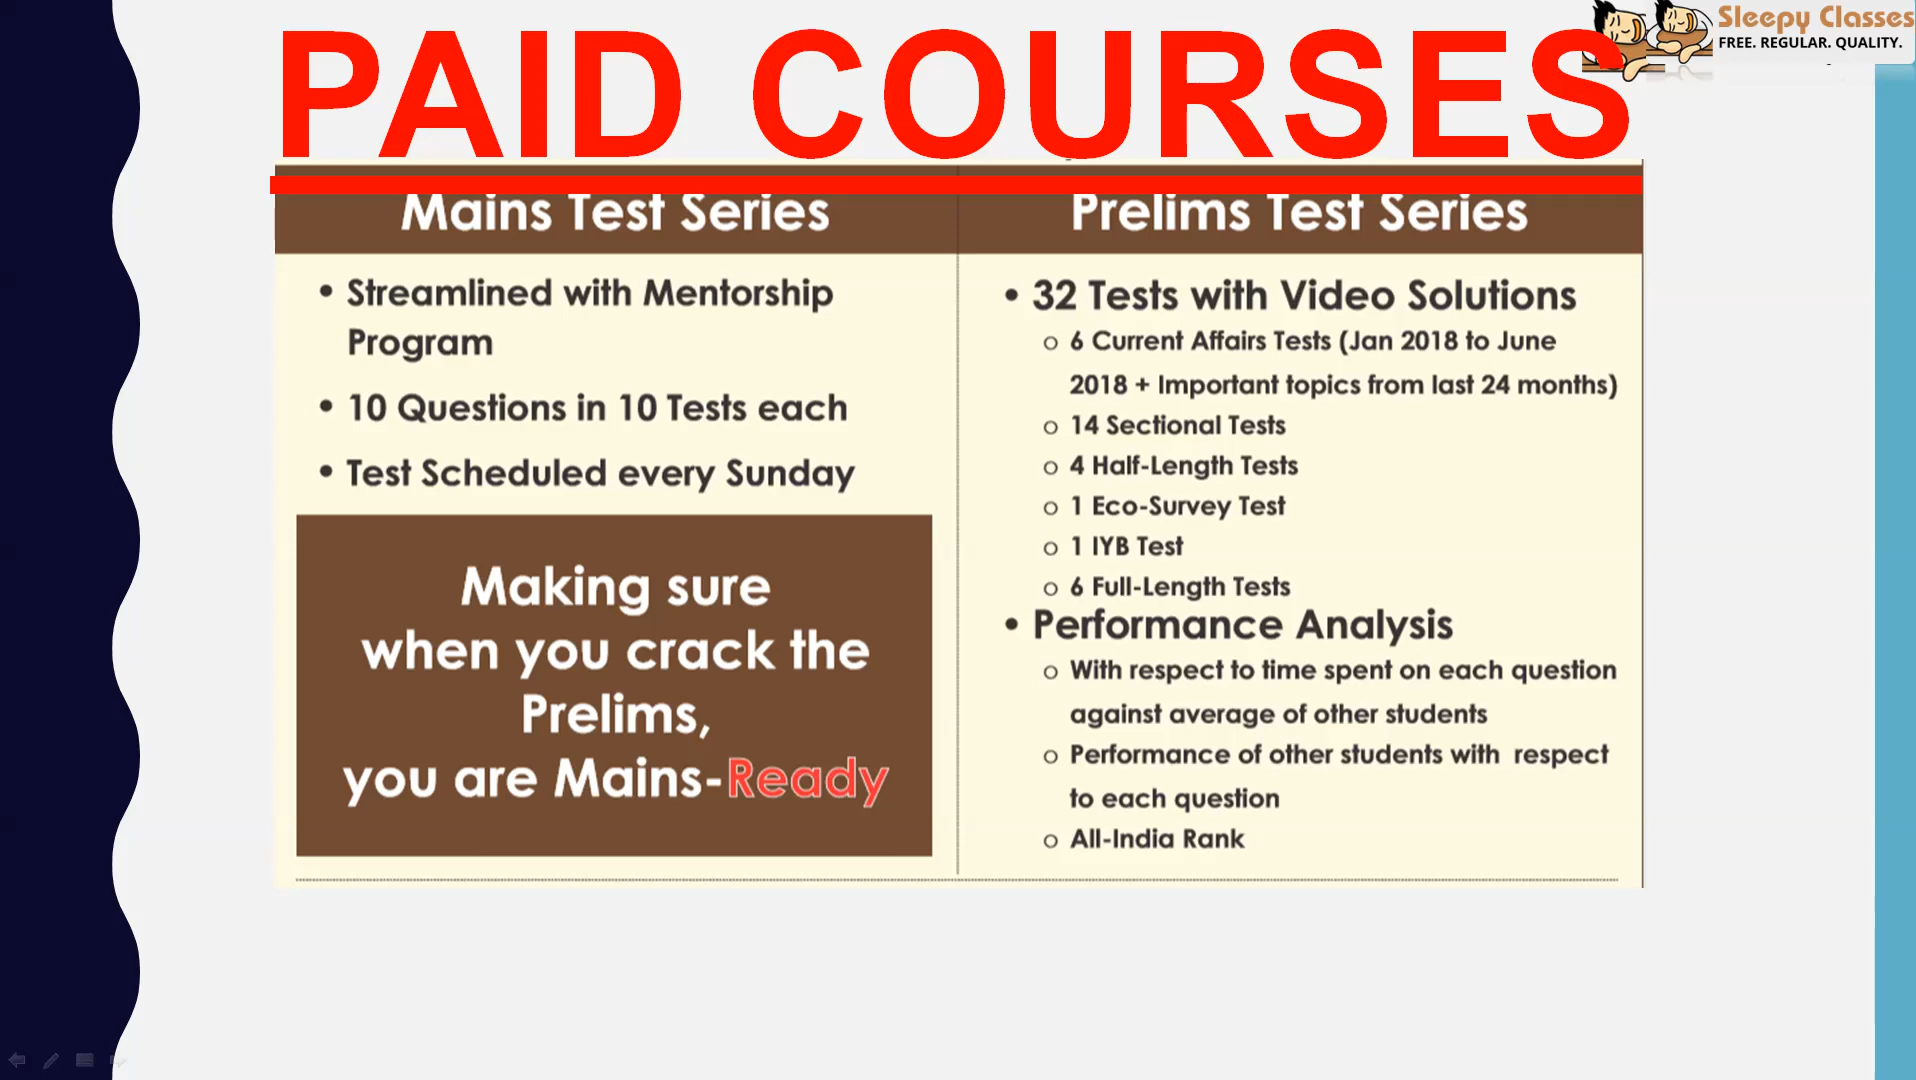 Sleepy Classes
FREE. REGULAR. QUALITY.
PAID COURSES
Mains Test Series
• Streamlined with Mentorship
Program
• 10 Questions in 10 Tests each
• Test Scheduled every Sunday
Making sure
when you crack the
Prelims,
you are Mains-Ready
Prelims Test Series
• 32 Tests with Video Solutions
o 6 Current Affairs Tests (Jan 2018 to June
2018 + Important topics from last 24 months)
o 14 Sectional Tests
o 4 Half-Length Tests
o 1 Eco-Survey Test
o 1 IYB Test
o 6 Full-Length Tests
• Performance Analysis
o With respect to time spent on each question
against average of other students
o Performance of other students with respect
to each question
o All-India Rank